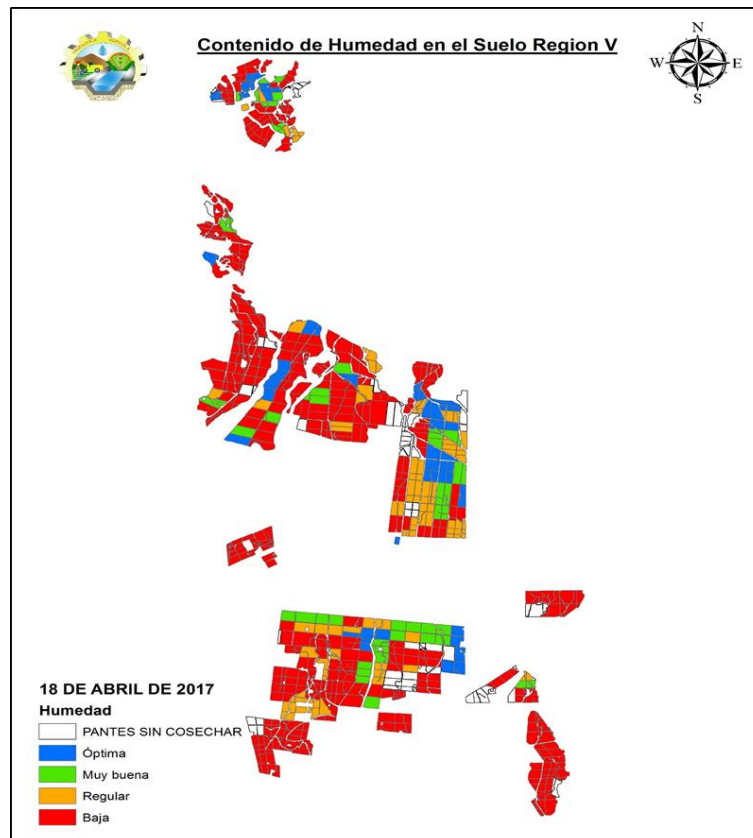 Contenido de Humedad en el Suelo Region V
N
W
E
S
18 DE ABRIL DE 2017
Humedad
PANTES SIN COSECHAR
Óptima
Muy buena
Regular
Baja